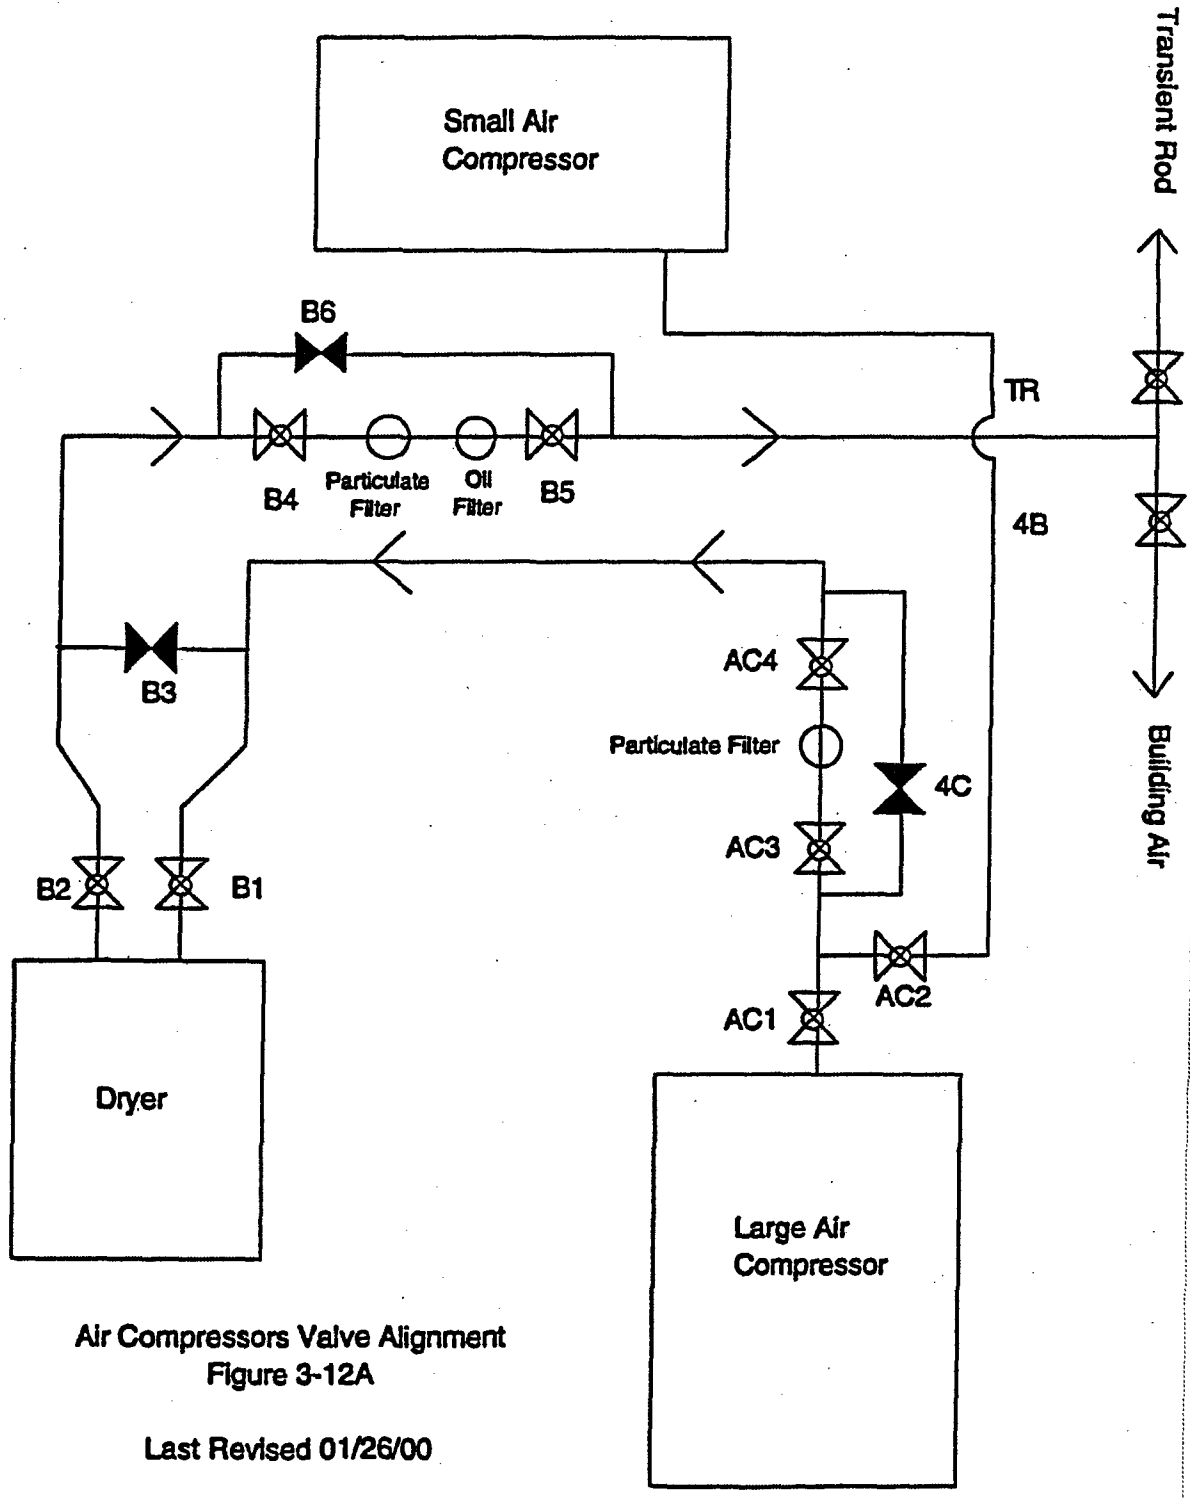 Transient Rod
Small Air
Compressor
B6
TR
B4
Particulate
Filter
Oil
Filter
B5
4B
AC4
B3
Particulate Filter
4C
Building Air
AC3
B2
B1
AC2
AC1
Dryer
Large Air
Compressor
Air Compressors Valve Alignment
Figure 3-12A
Last Revised 01/26/00